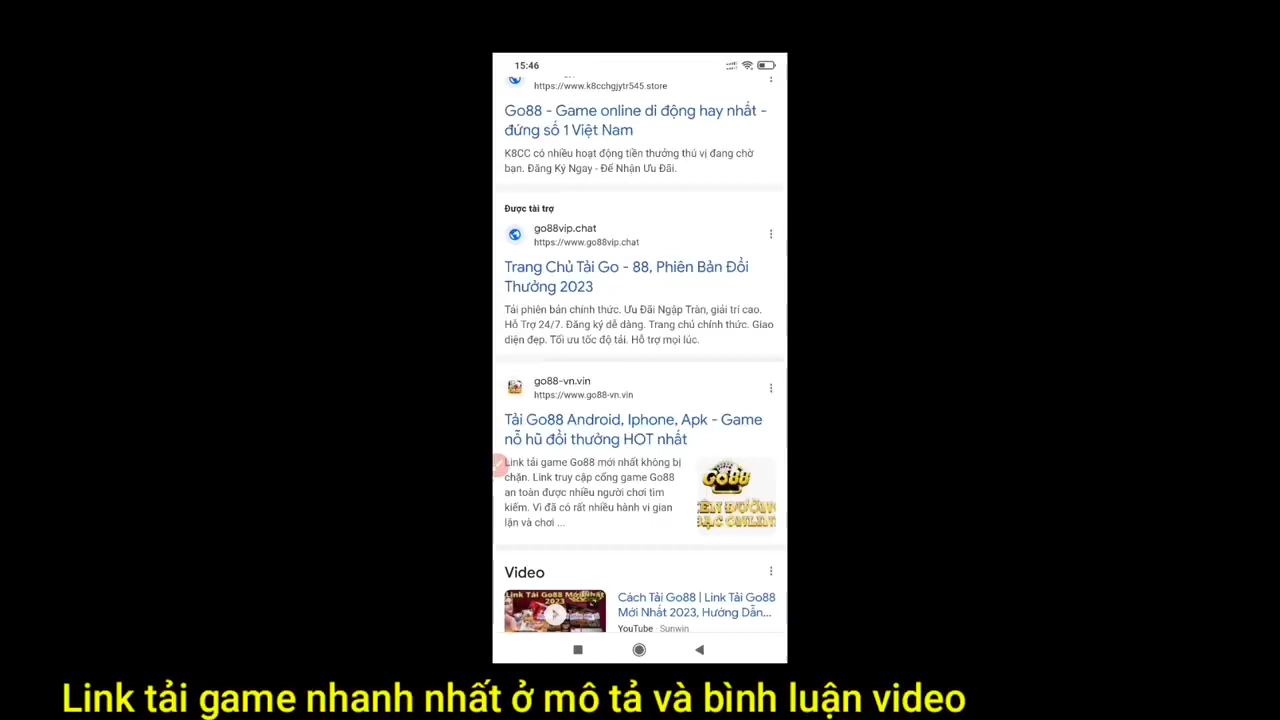 15:46
https://www.k8cchgjytr545.store
Go88 - Game online di động hay nhất -
đứng số 1 Việt Nam
K8CC có nhiều hoạt động tiền thưởng thú vị đang chờ
bạn. Đăng Ký Ngay - Để Nhận Ưu Đãi.
Được tài trợ
go88vip.chat
https://www.go88vip.chat
Trang Chủ Tải Go - 88, Phiên Bản Đổi
Thưởng 2023
Tải phiên bản chính thức. Ưu Đãi Ngập Tràn, giải trí cao.
Hỗ Trợ 24/7. Đăng ký dễ dàng. Trang chủ chính thức. Giao
diện đẹp. Tối ưu tốc độ tải. Hỗ trợ mọi lúc.
go88-vn.vin
https://www.go88-vn.vin
Tải Go88 Android, Iphone, Apk - Game
nổ hũ đổi thưởng HOT nhất
Link tải game Go88 mới nhất không bị
chặn. Link truy cập cổng game Go88
an toàn được nhiều người chơi tìm
kiếm. Vì đã có rất nhiều hành vi gian
lận và chơi ...
GO88
Video
Link Tải Go88 Mới Nhất
2023
Cách Tải Go88 | Link Tải Go88
Mới Nhất 2023, Hướng Dẫn...
YouTube · Sunwin
Link tải game nhanh nhất ở mô tả và bình luận video